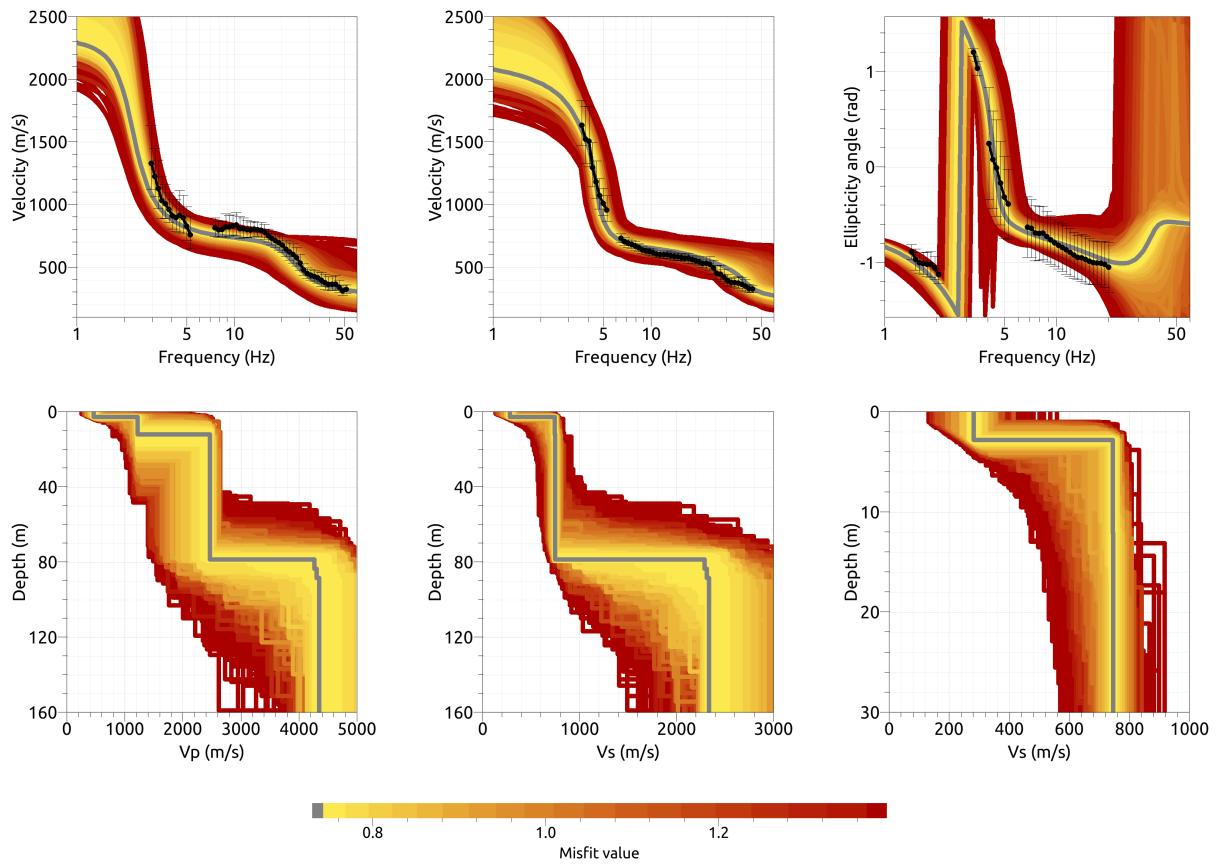 2500
2000
1500
1000
500
Velocity (m/s)
1 5 10 50
Frequency (Hz)
2500
2000
1500
1000
500
Velocity (m/s)
1 5 10 50
Frequency (Hz)
1
0
-1
Ellipticity angle (rad)
1 5 10 50
Frequency (Hz)
0
40
80
120
160
Depth (m)
0 1000 2000 3000 4000 5000
Vp (m/s)
0
40
80
120
160
Depth (m)
0 1000 2000 3000
Vs (m/s)
0
10
20
30
Depth (m)
0 200 400 600 800 1000
Vs (m/s)
0.8 1.0 1.2
Misfit value